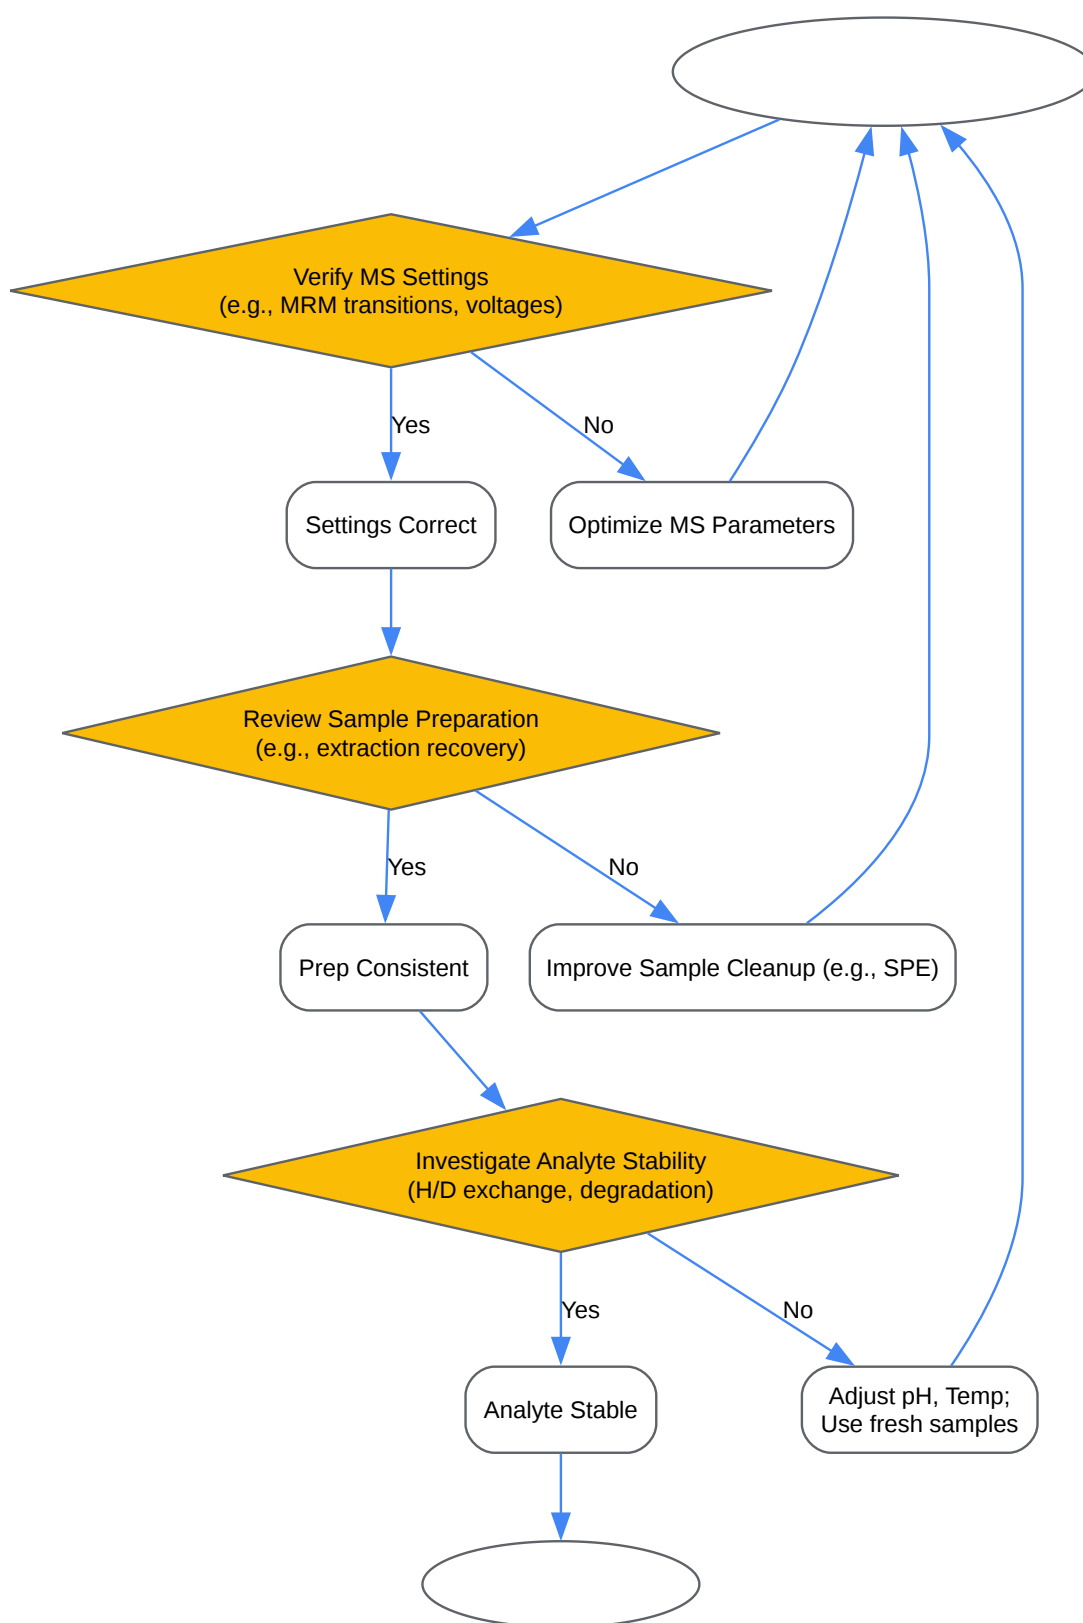 Verify MS Settings
(e.g., MRM transitions, voltages)
Yes
No
Settings Correct
Optimize MS Parameters
Review Sample Preparation
(e.g., extraction recovery)
Yes
No
Prep Consistent
Improve Sample Cleanup (e.g., SPE)
Investigate Analyte Stability
(H/D exchange, degradation)
Yes
No
Analyte Stable
Adjust pH, Temp;
Use fresh samples